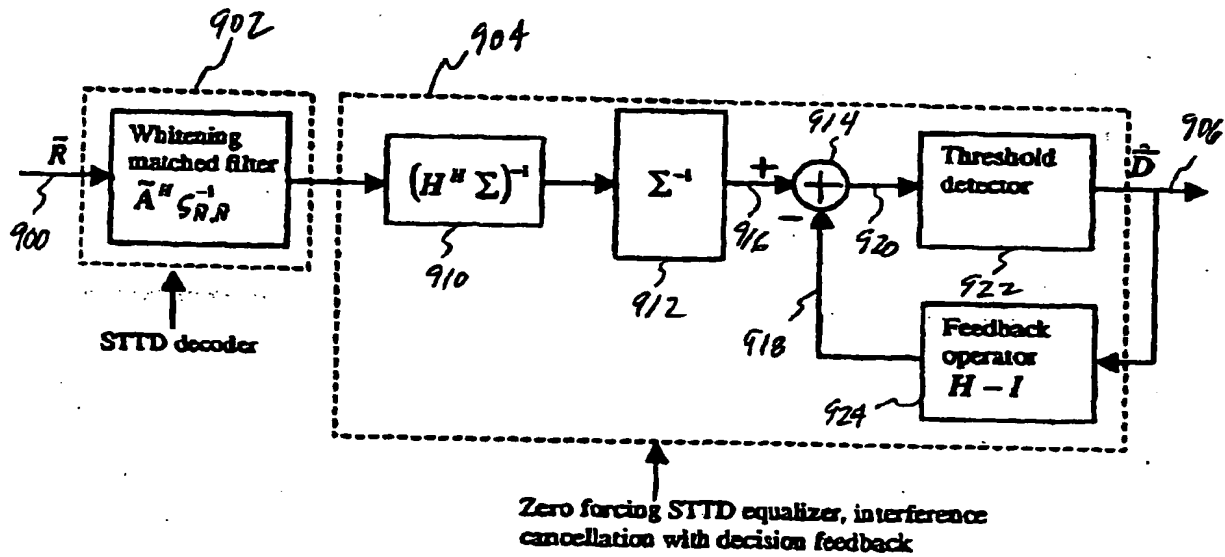 902
904
Whitening
matched filter
Ã^H ς_{N,N}^{-1}
R̄
900
(H^H Σ)^{-1}
910
Σ^{-1}
912
+
914
−
916
918
920
Threshold
detector
922
D̂
906
Feedback
operator
H − I
924
STTD decoder
Zero forcing STTD equalizer, interference
cancellation with decision feedback